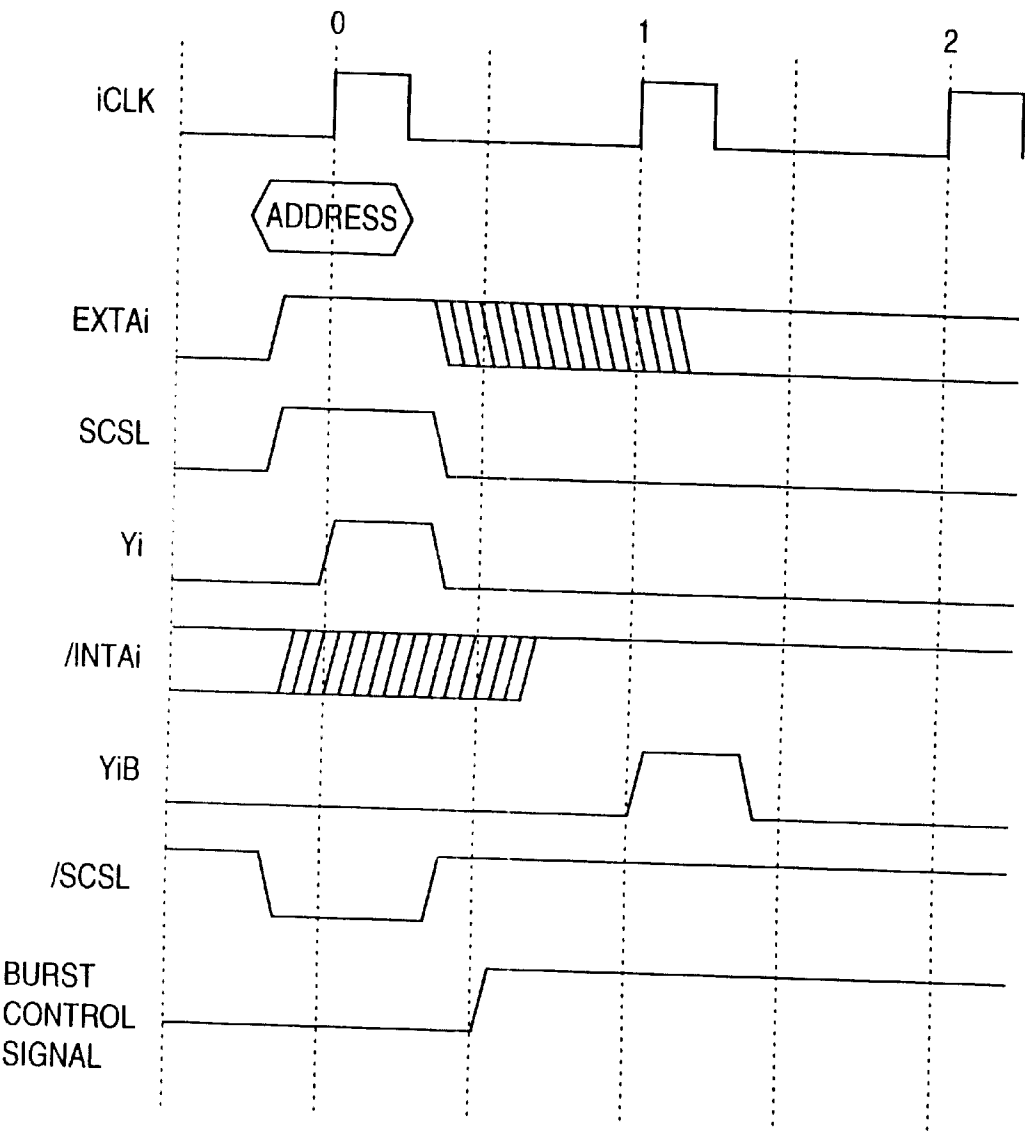 0 1 2
iCLK
ADDRESS
EXTAi
SCSL
Yi
/INTAi
YiB
/SCSL
BURST
CONTROL
SIGNAL